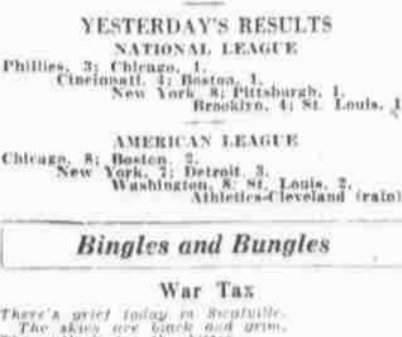 YESTERDAY'S RESULTS
NATIONAL LEAGUE
Phillies, 3; Chicago, 1.
Cincinnati, 4; Boston, 1.
New York, 8; Pittsburgh, 1.
Brooklyn, 4; St. Louis, 1
AMERICAN LEAGUE
Chicago, 8; Boston, 2.
New York, 7; Detroit, 3.
Washington, 8; St. Louis, 2.
Athletics-Cleveland (rain)
Bingles and Bungles
War Tax
There's grief today in Swatville.
The skies are black and grim,